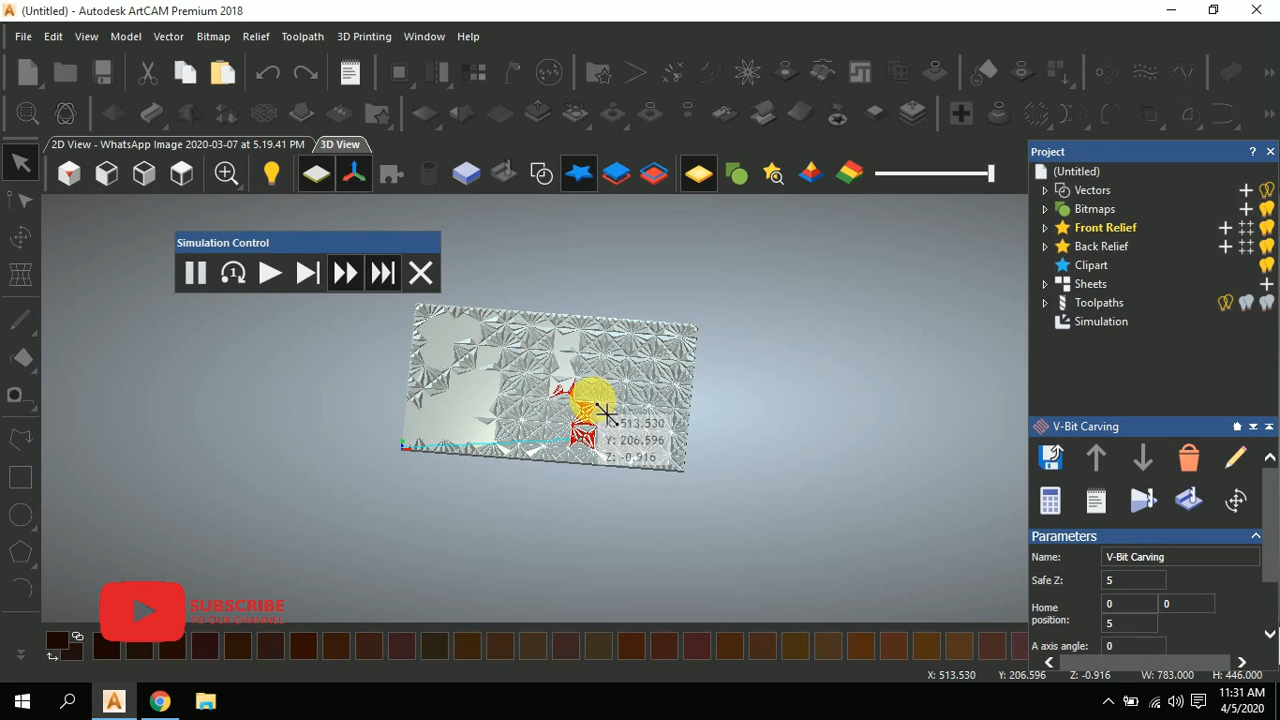 (Untitled) - Autodesk ArtCAM Premium 2018
File Edit View Model Vector Bitmap Relief Toolpath 3D Printing Window Help
2D View - WhatsApp Image 2020-03-07 at 5.19.41 PM 3D View
Project
(Untitled)
Vectors
Bitmaps
Front Relief
Back Relief
Clipart
Sheets
Toolpaths
Simulation
Simulation Control
1
X: 513.530
Y: 206.596
Z: -0.916
V-Bit Carving
Parameters
Name: V-Bit Carving
Safe Z: 5
Home position: 0 0
5
A axis angle: 0
SUBSCRIBE
TO OUR CHANNEL
X: 513.530 Y: 206.596 Z: -0.916 W: 783.000 H: 446.000
11:31 AM
4/5/2020